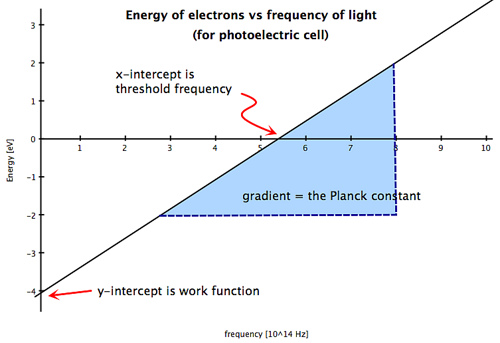 Energy of electrons vs frequency of light
(for photoelectric cell)
3
x-intercept is
threshold frequency
2
1
0
1
2
3
4
5
6
7
8
9
10
Energy [eV]
-1
gradient = the Planck constant
-2
-3
-4
y-intercept is work function
frequency [10^14 Hz]